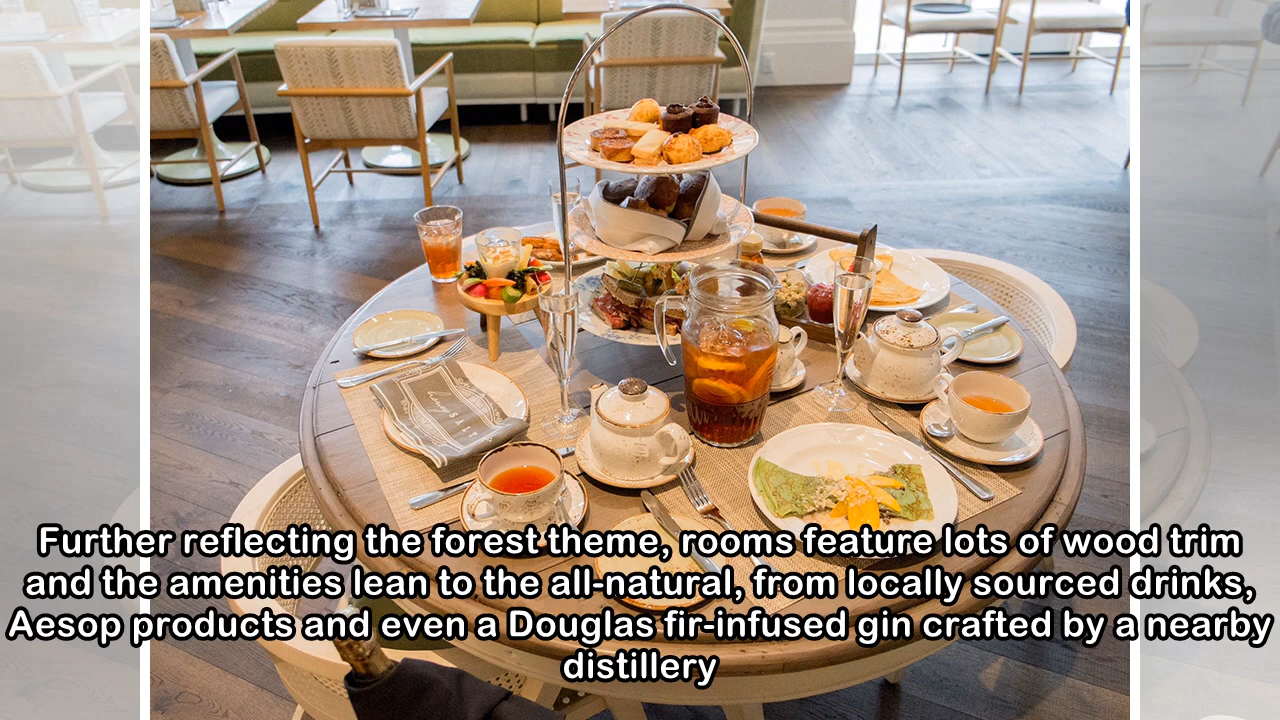 SALT
Further reflecting the forest theme, rooms feature lots of wood trim
and the amenities lean to the all-natural, from locally sourced drinks,
Aesop products and even a Douglas fir-infused gin crafted by a nearby
distillery